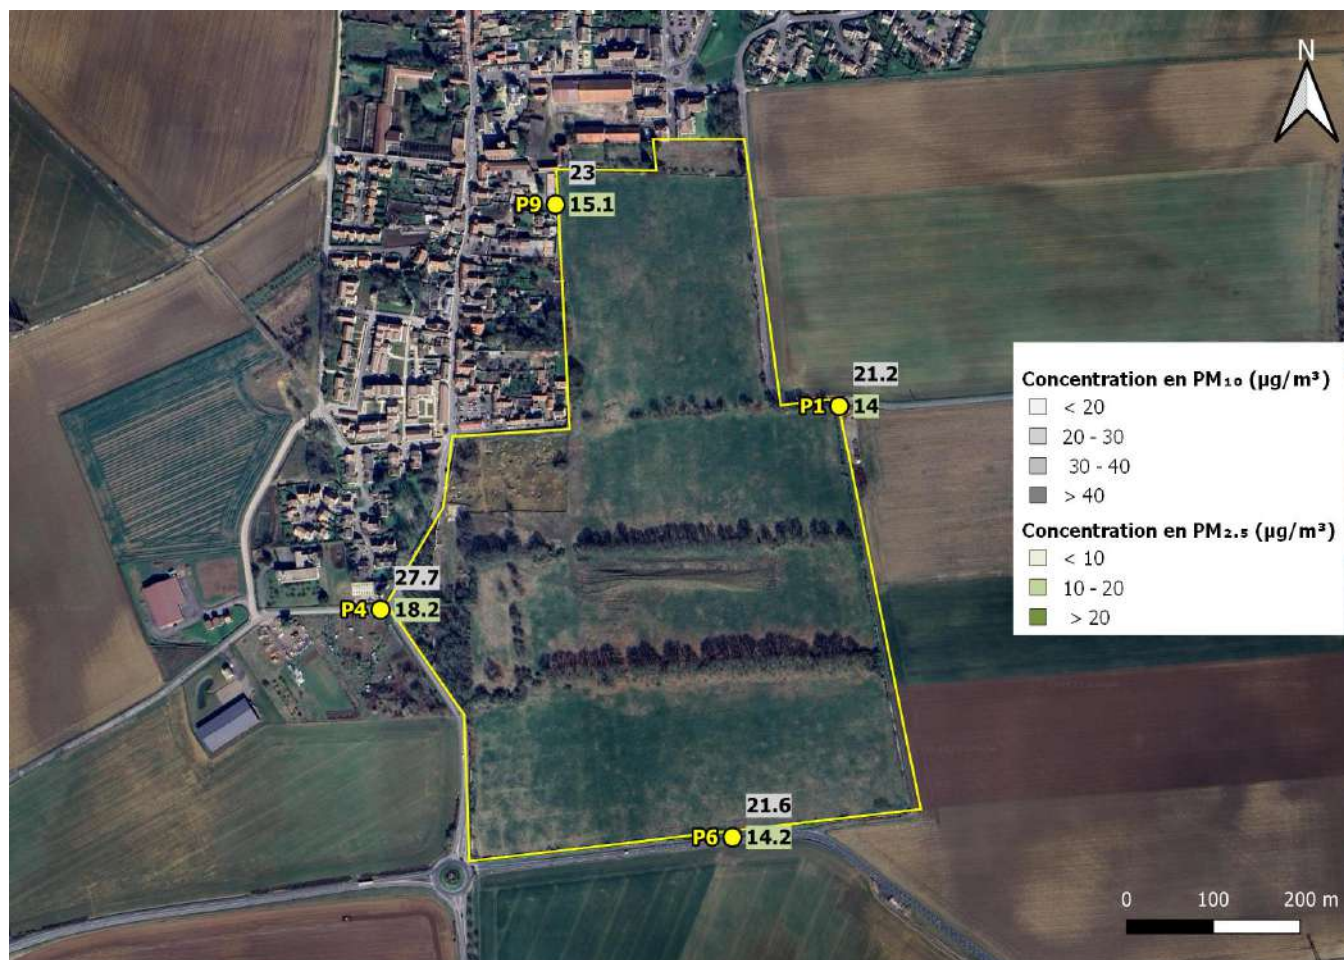 N
23
P9 15.1
21.2
P1 14
Concentration en PM₁₀ (µg/m³)
< 20
20 - 30
30 - 40
> 40
Concentration en PM₂.₅ (µg/m³)
< 10
10 - 20
> 20
27.7
P4 18.2
21.6
P6 14.2
0 100 200 m